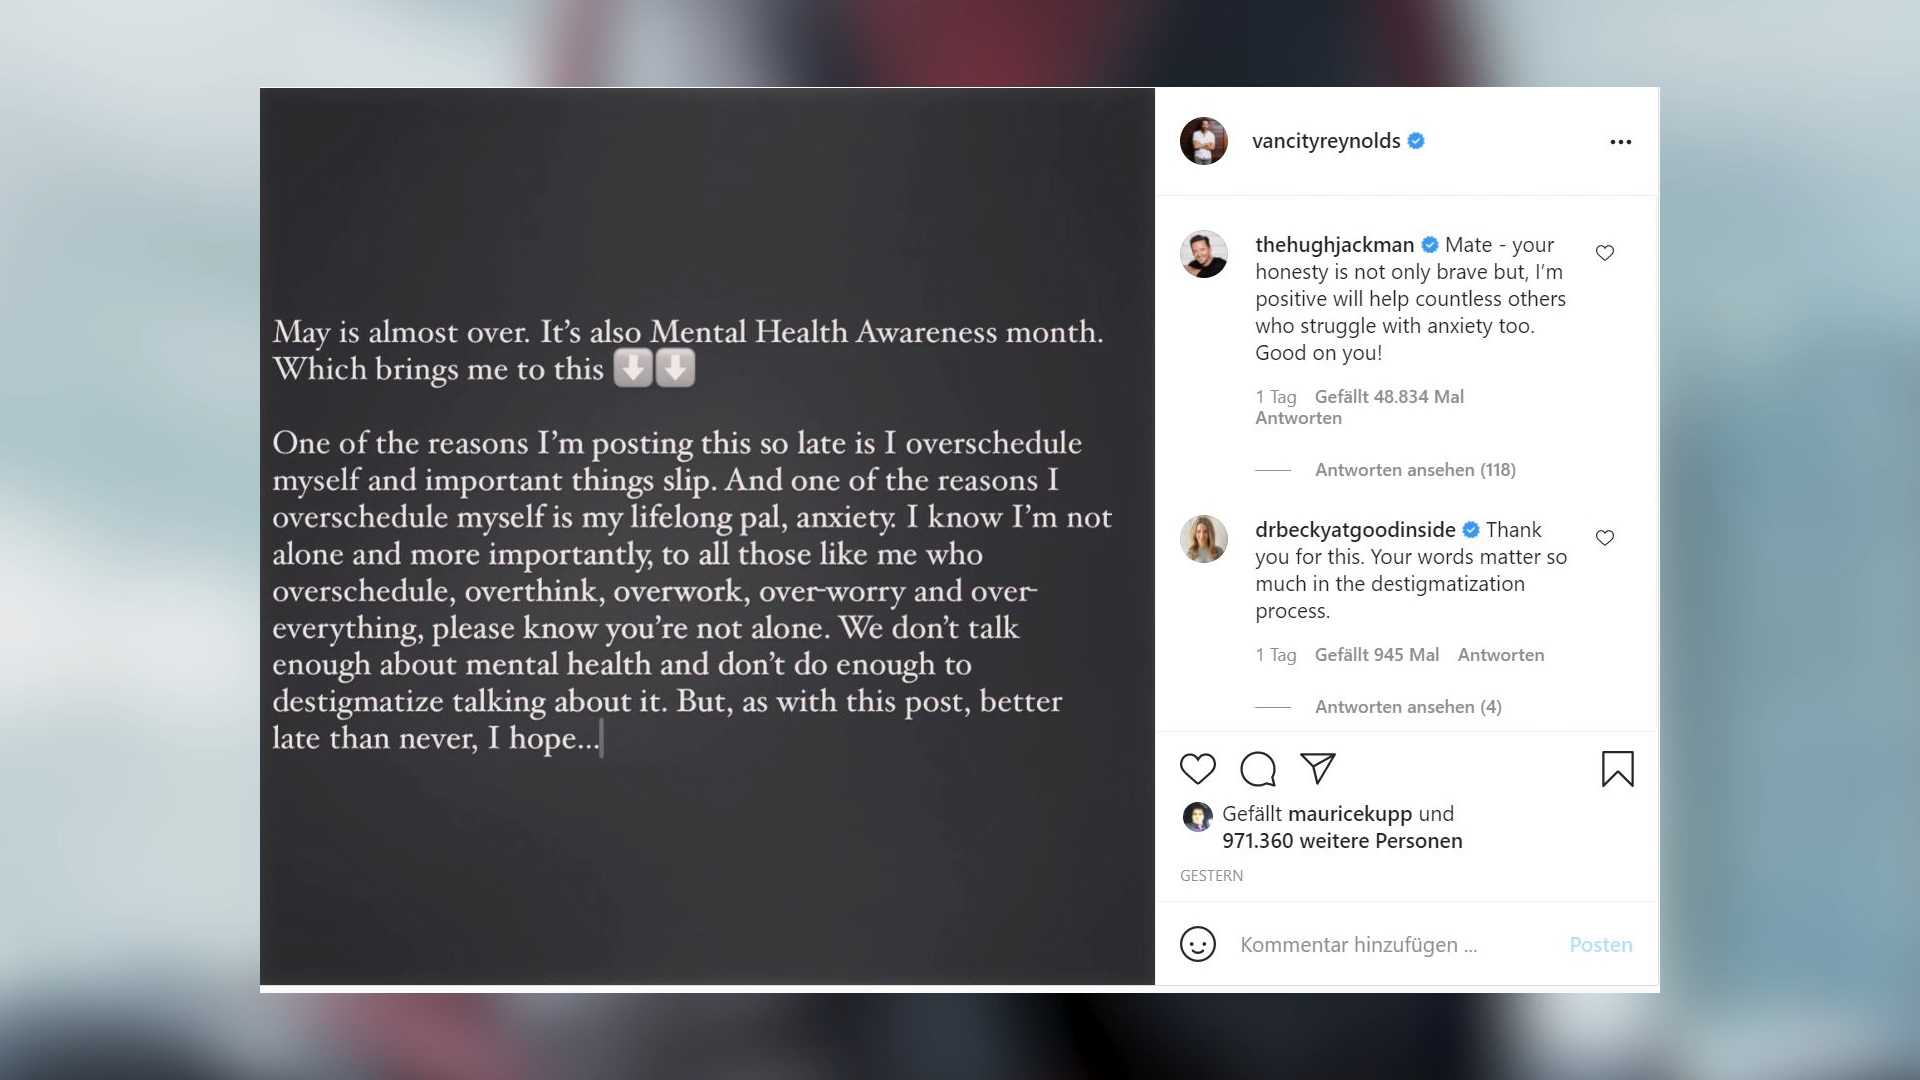 May is almost over. It's also Mental Health Awareness month.
Which brings me to this ⬇️⬇️
One of the reasons I'm posting this so late is I overschedule
myself and important things slip. And one of the reasons I
overschedule myself is my lifelong pal, anxiety. I know I'm not
alone and more importantly, to all those like me who
overschedule, overthink, overwork, over-worry and over-
everything, please know you're not alone. We don't talk
enough about mental health and don't do enough to
destigmatize talking about it. But, as with this post, better
late than never, I hope...
vancityreynolds
thehughjackman Mate - your
honesty is not only brave but, I'm
positive will help countless others
who struggle with anxiety too.
Good on you!
1 Tag Gefällt 48.834 Mal
Antworten
Antworten ansehen (118)
drbeckyatgoodinside Thank
you for this. Your words matter so
much in the destigmatization
process.
1 Tag Gefällt 945 Mal Antworten
Antworten ansehen (4)
Gefällt mauricekupp und
971.360 weitere Personen
GESTERN
Kommentar hinzufügen ... Posten